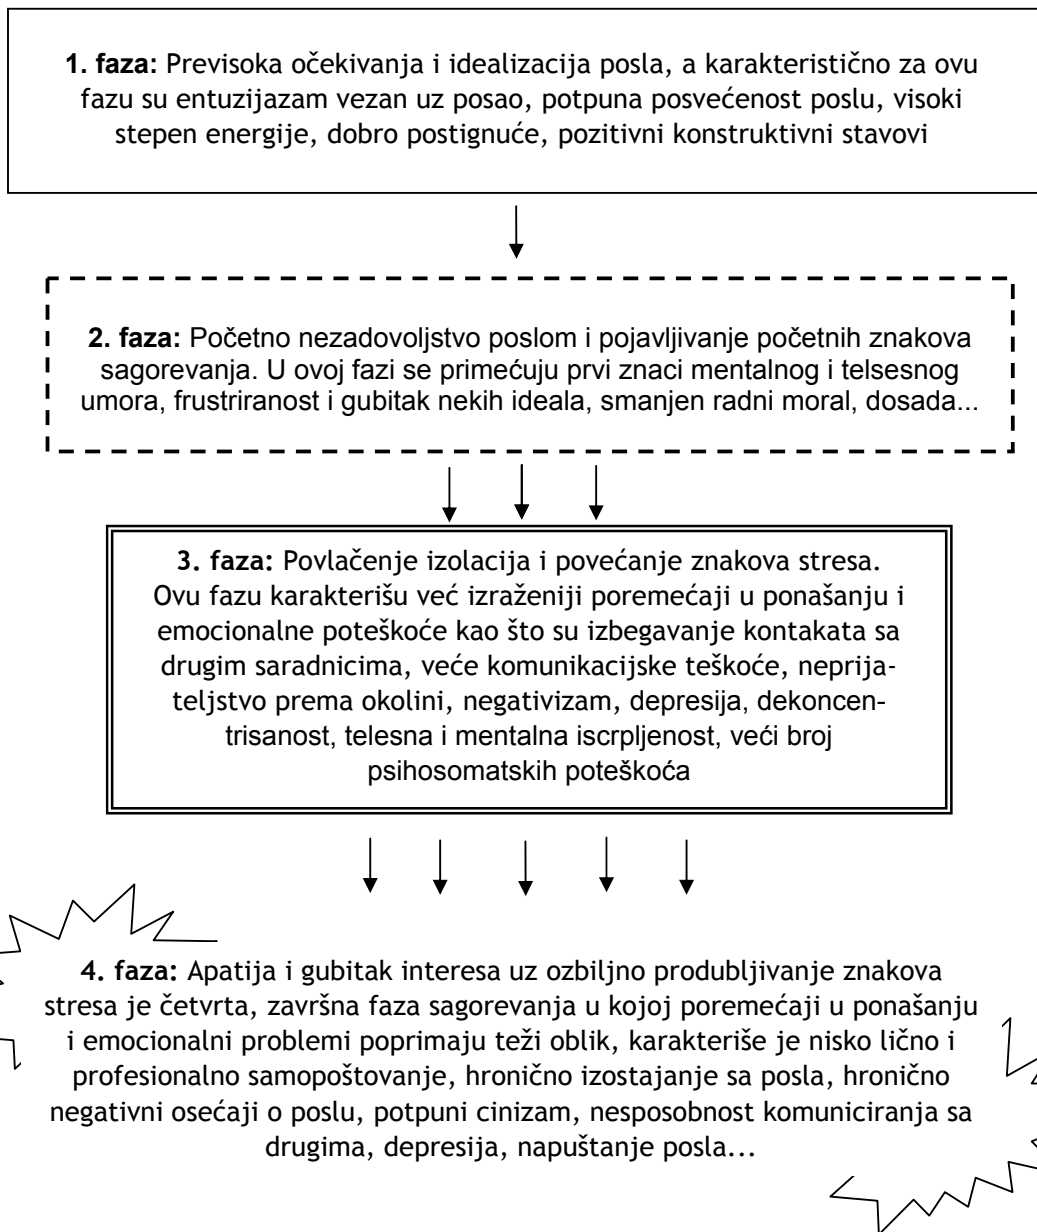 1. faza: Previsoka očekivanja i idealizacija posla, a karakteristično za ovu
fazu su entuzijazam vezan uz posao, potpuna posvećenost poslu, visoki
stepen energije, dobro postignuće, pozitivni konstruktivni stavovi
2. faza: Početno nezadovoljstvo poslom i pojavljivanje početnih znakova
sagorevanja. U ovoj fazi se primećuju prvi znaci mentalnog i telsesnog
umora, frustriranost i gubitak nekih ideala, smanjen radni moral, dosada...
3. faza: Povlačenje izolacija i povećanje znakova stresa.
Ovu fazu karakterišu već izraženiji poremećaji u ponašanju i
emocionalne poteškoće kao što su izbegavanje kontakata sa
drugim saradnicima, veće komunikacijske teškoće, neprija-
teljstvo prema okolini, negativizam, depresija, dekoncen-
trisanost, telesna i mentalna iscrpljenost, veći broj
psihosomatskih poteškoća
4. faza: Apatija i gubitak interesa uz ozbiljno produbljivanje znakova
stresa je četvrta, završna faza sagorevanja u kojoj poremećaji u ponašanju
i emocionalni problemi poprimaju teži oblik, karakteriše je nisko lično i
profesionalno samopoštovanje, hronično izostajanje sa posla, hronično
negativni osećaji o poslu, potpuni cinizam, nesposobnost komuniciranja sa
drugima, depresija, napuštanje posla...